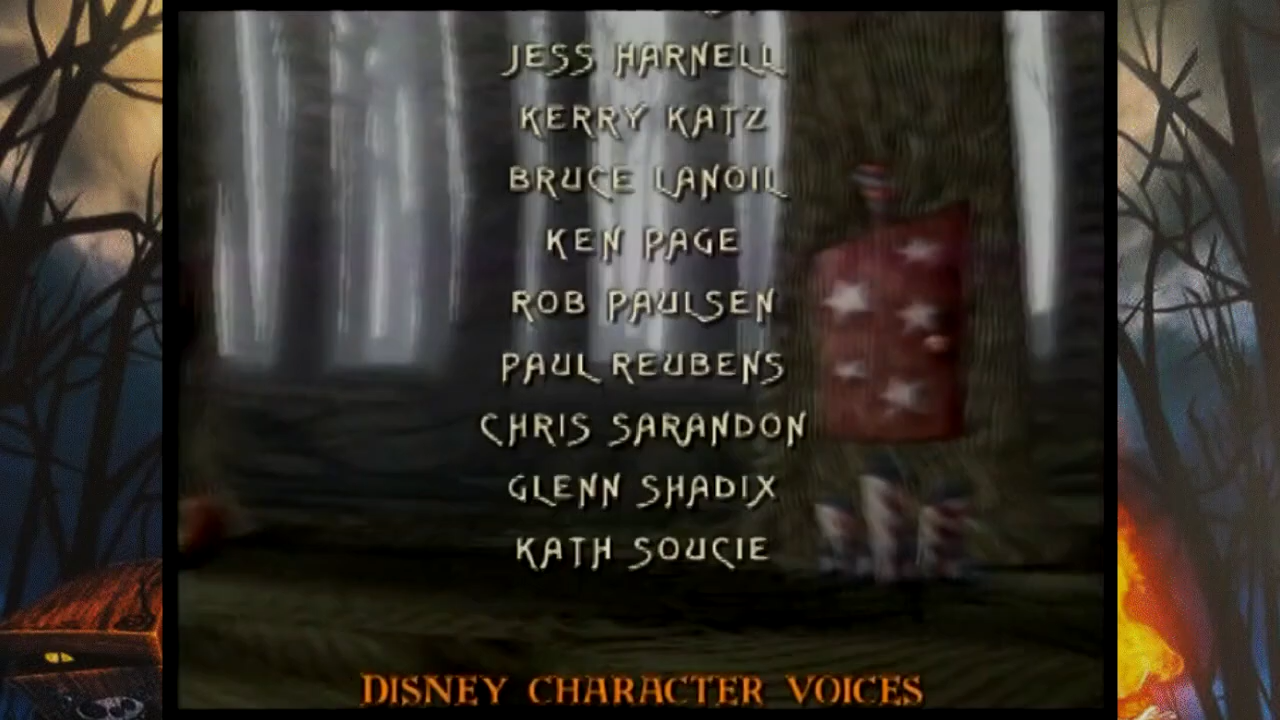 JESS HARNELL
KERRY KATZ
BRUCE LANOIL
KEN PAGE
ROB PAULSEN
PAUL REUBENS
CHRIS SARANDON
GLENN SHADIX
KATH SOUCIE
DISNEY CHARACTER VOICES